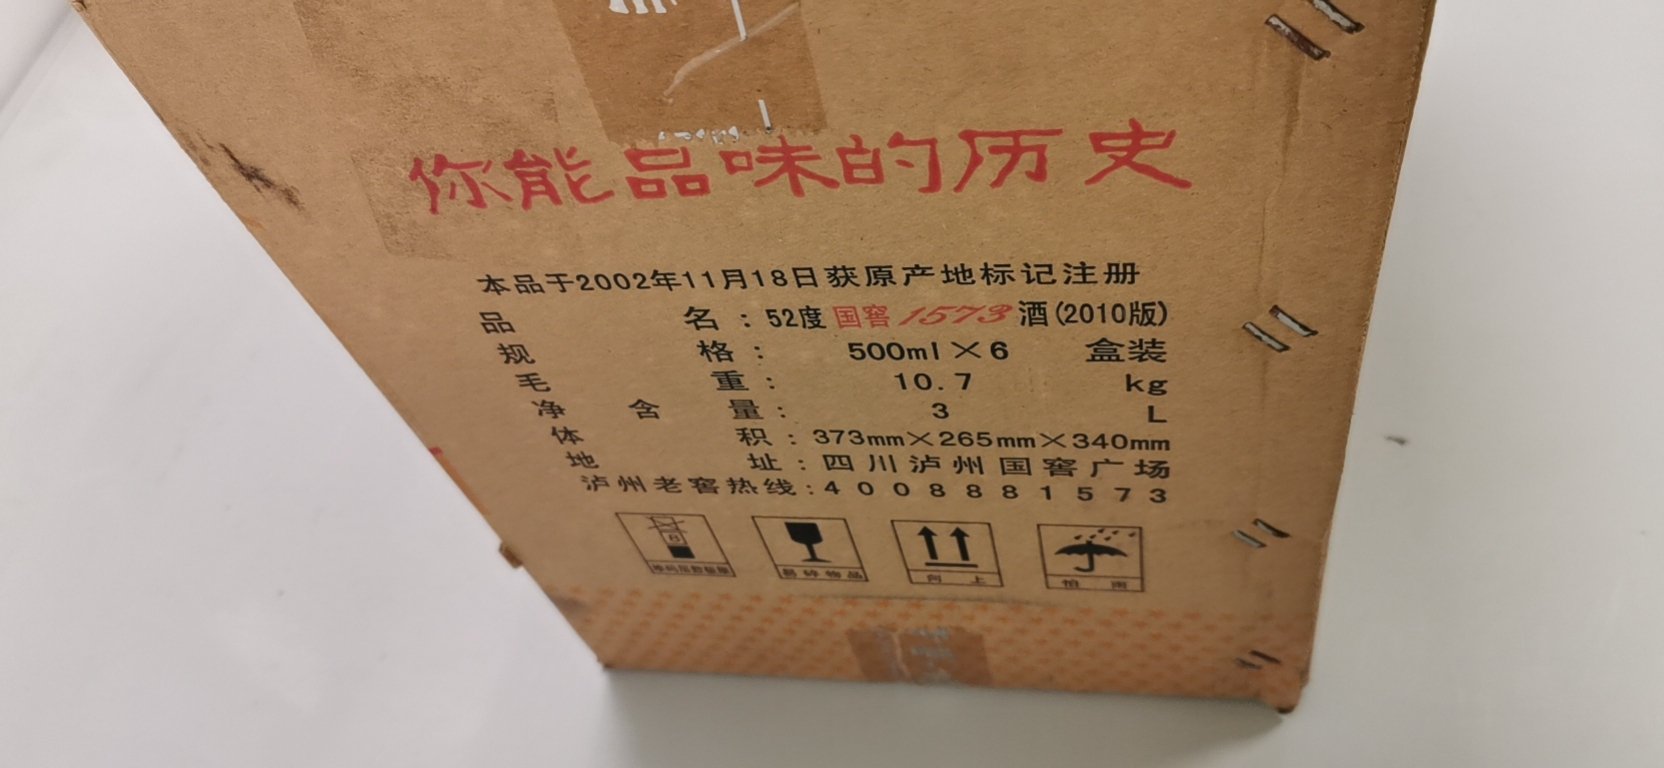 你能品味的历史
本品于2002年11月18日获原产地标记注册
品 名：52度国窖1573酒(2010版)
规 格： 500ml×6 盒装
毛 重： 10.7 kg
净 含 量： 3 L
体 积：373mm×265mm×340mm
地 址：四川泸州国窖广场
泸州老窖热线:4008881573
易碎物品 向上 怕雨